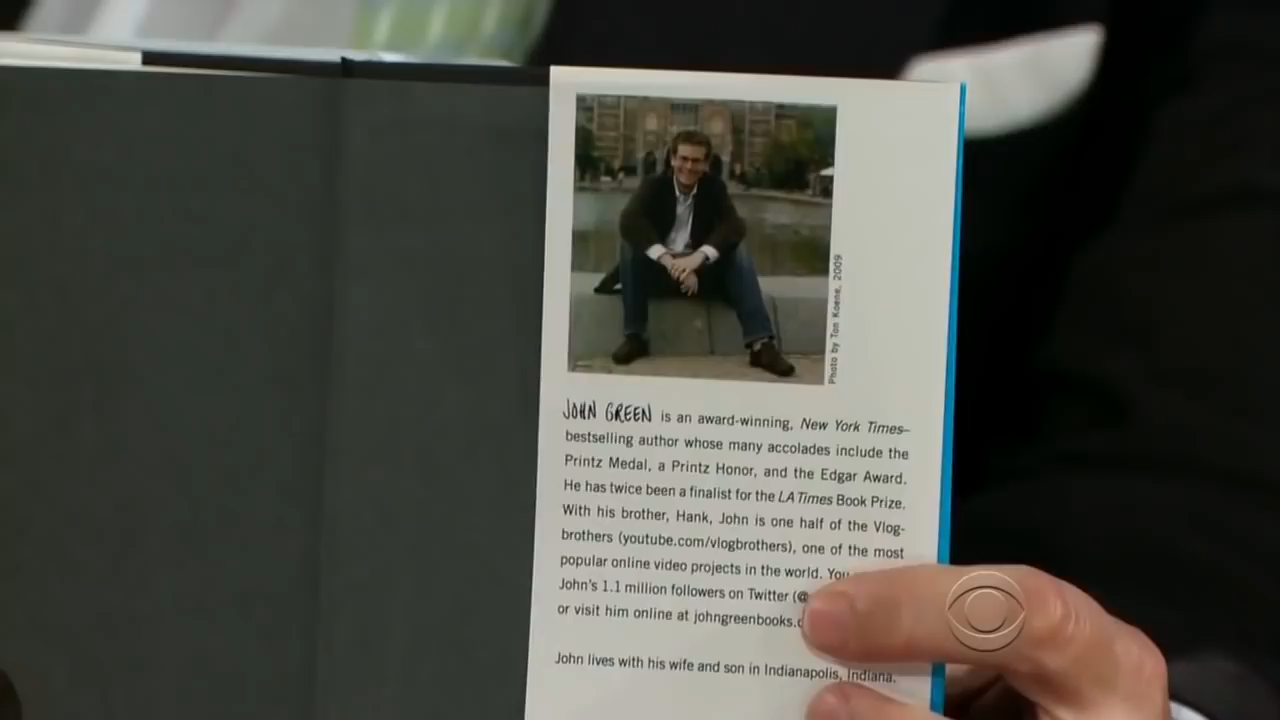 Photo by Ton Koene, 2009
JOHN GREEN is an award-winning, New York Times–
bestselling author whose many accolades include the
Printz Medal, a Printz Honor, and the Edgar Award.
He has twice been a finalist for the LA Times Book Prize.
With his brother, Hank, John is one half of the Vlog-
brothers (youtube.com/vlogbrothers), one of the most
popular online video projects in the world. You
John's 1.1 million followers on Twitter (@
or visit him online at johngreenbooks.c
John lives with his wife and son in Indianapolis, Indiana.